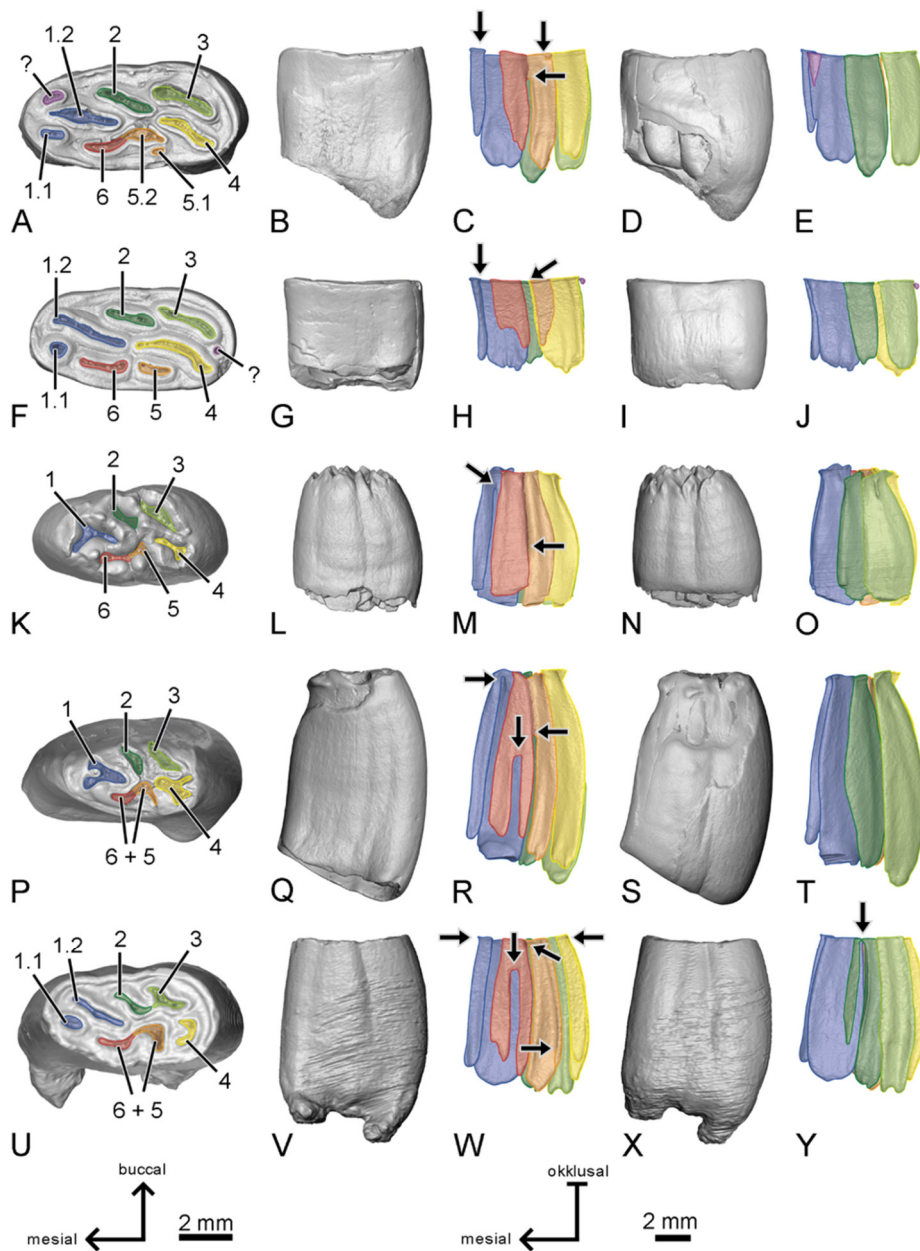 1.2 2 3
?
1.1 6 5.2 5.1 4
A B C D E
1.2 2 3
1.1 6 5 4 ?
F G H I J
1 2 3
6 5 4
K L M N O
1 2 3
6 + 5 4
P Q R S T
1.1 1.2 2 3
6 + 5 4
U V W X Y
buccal okklusal
mesial 2 mm mesial 2 mm